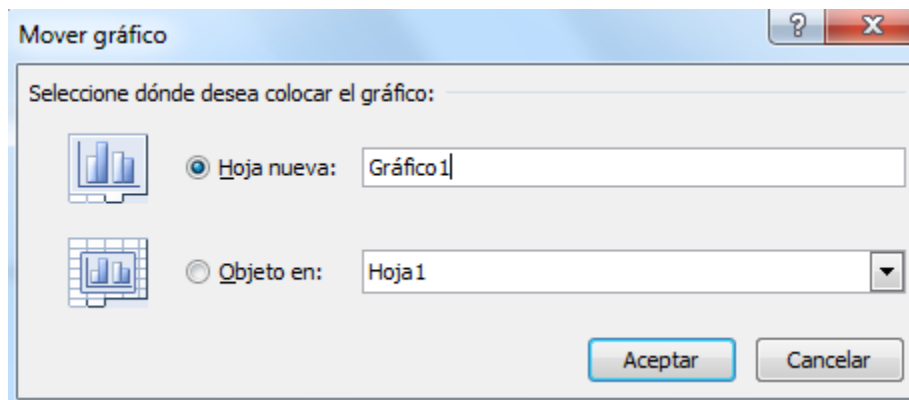 Mover gráfico
Seleccione dónde desea colocar el gráfico:
Hoja nueva: Gráfico1
Objeto en: Hoja1
Aceptar Cancelar